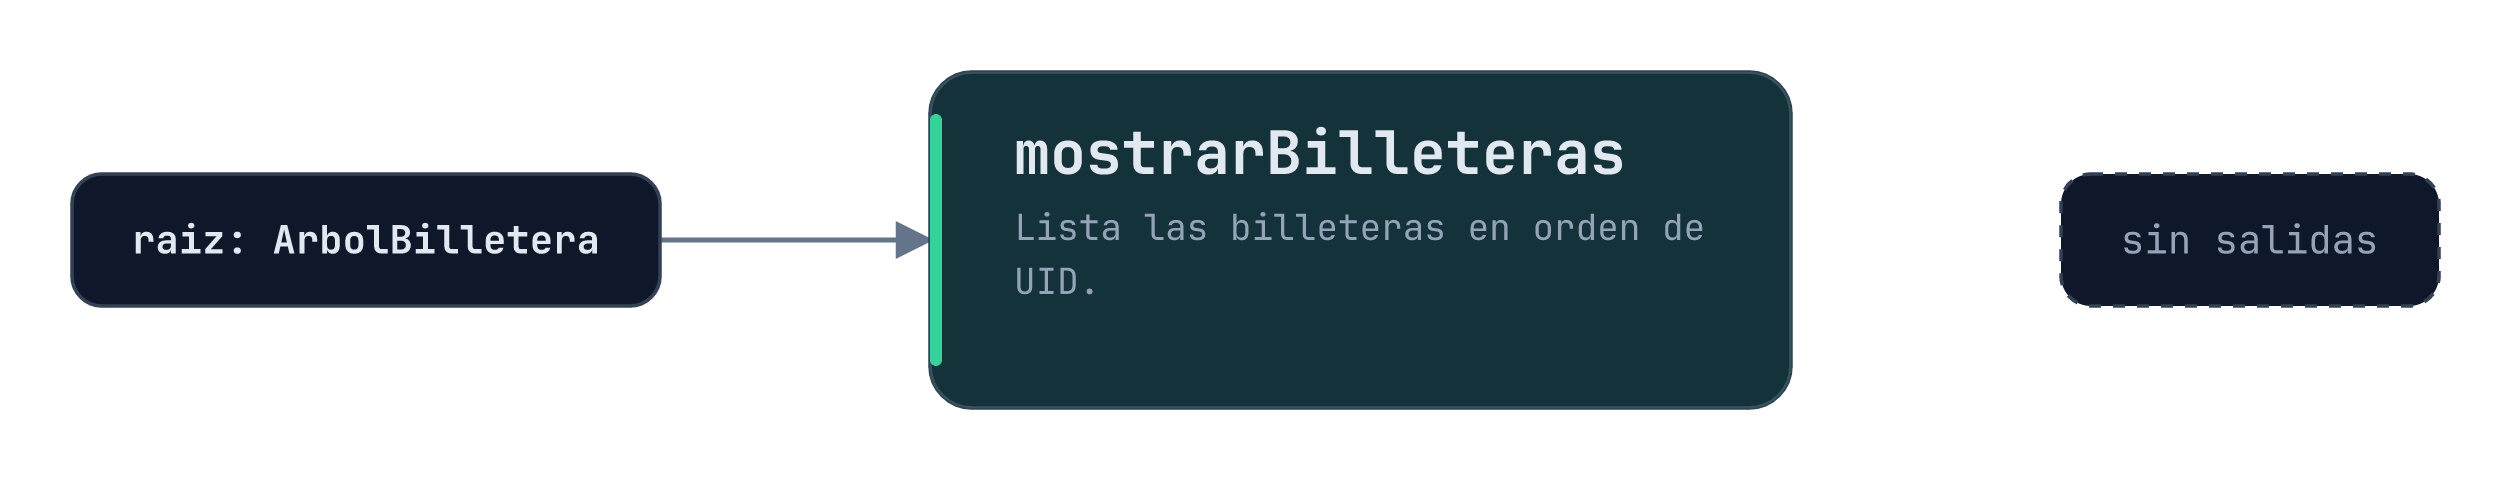 raiz: ArbolBilletera
mostrarBilleteras
Lista las billeteras en orden de
UID.
sin salidas